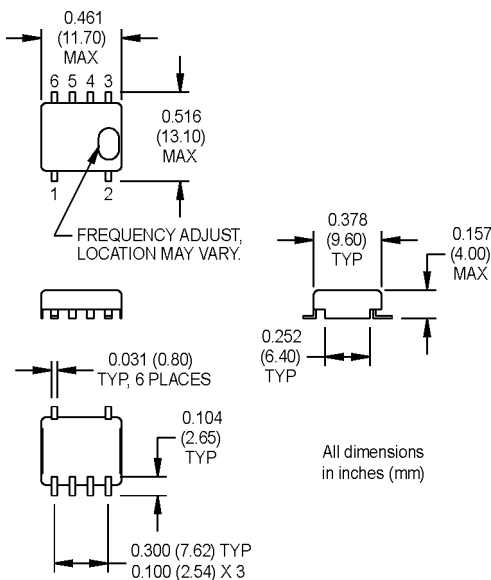 0.461
(11.70)
MAX
6 5 4 3
0.516
(13.10)
MAX
1 2
FREQUENCY ADJUST,
LOCATION MAY VARY.
0.378
(9.60)
TYP
0.157
(4.00)
MAX
0.252
(6.40)
TYP
0.031 (0.80)
TYP, 6 PLACES
0.104
(2.65)
TYP
All dimensions
in inches (mm)
0.300 (7.62) TYP
0.100 (2.54) X 3